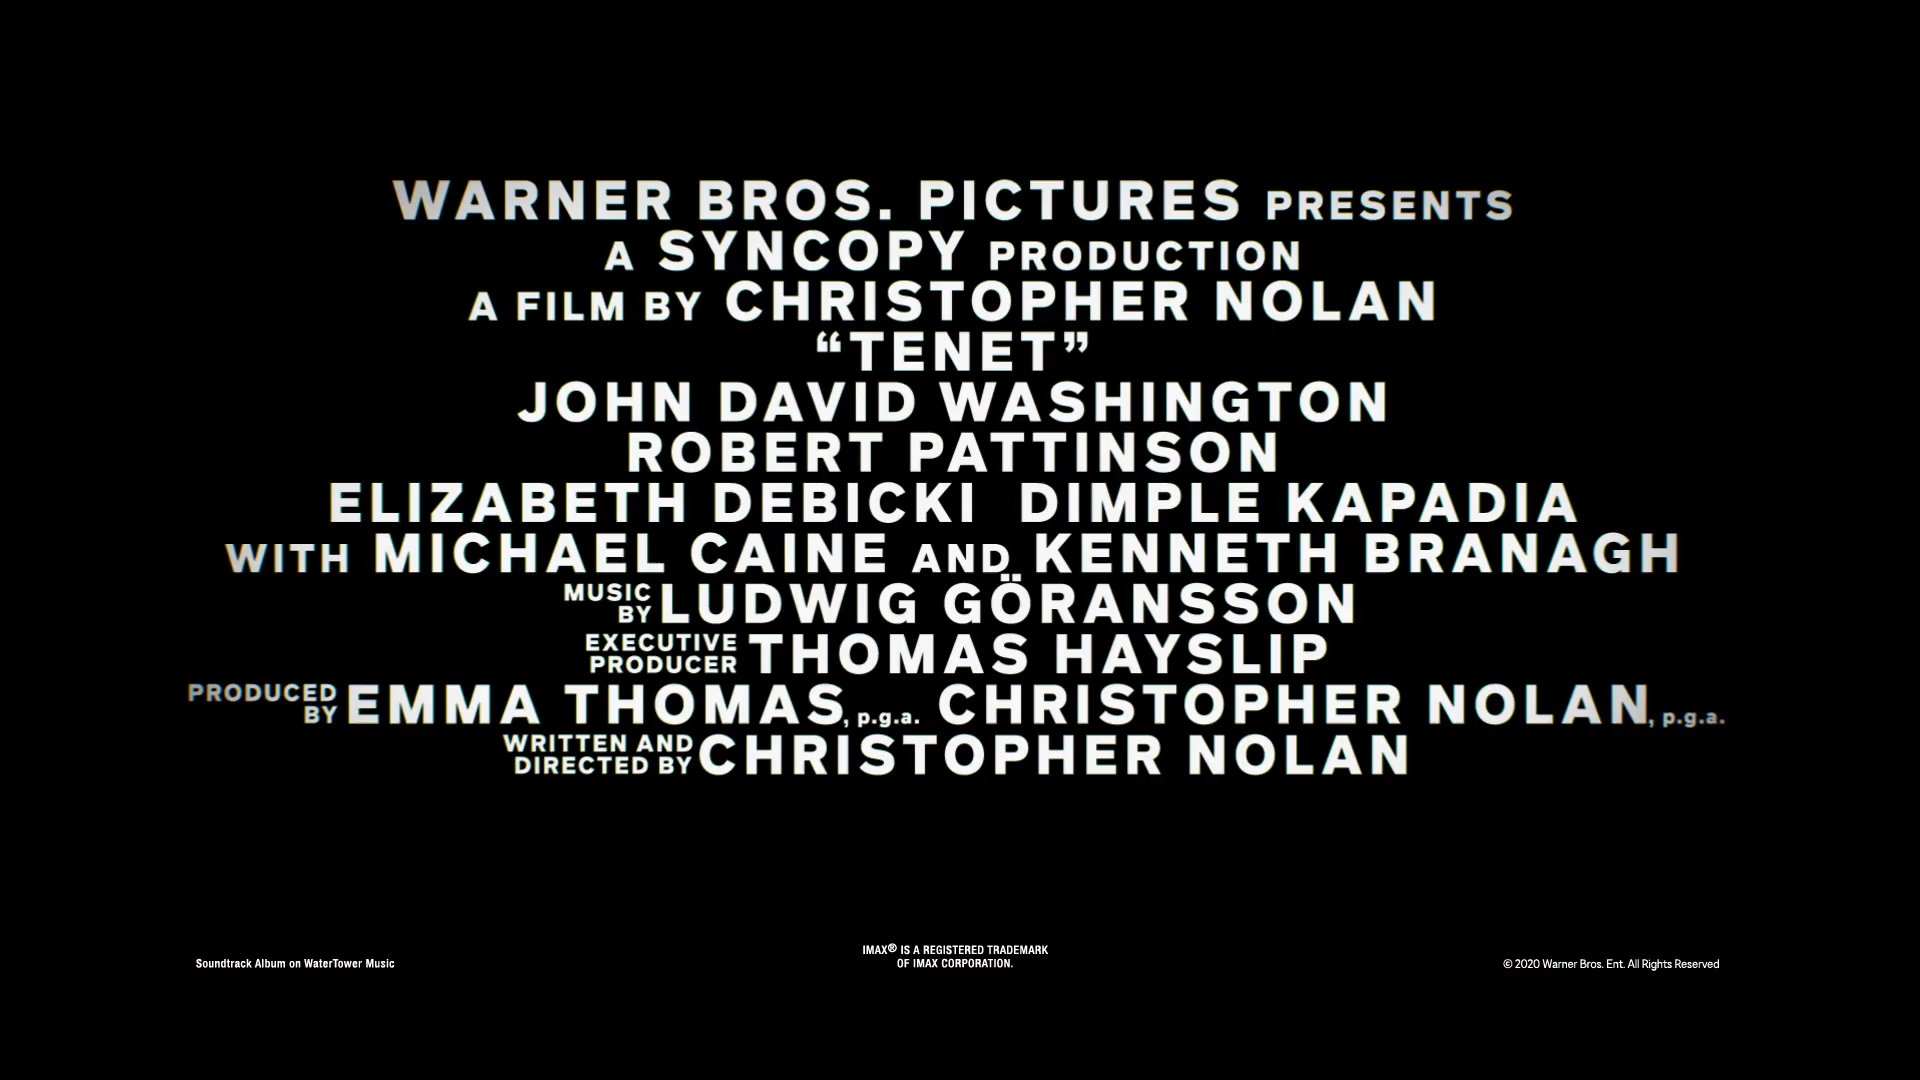 WARNER BROS. PICTURES PRESENTS
A SYNCOPY PRODUCTION
A FILM BY CHRISTOPHER NOLAN
“TENET”
JOHN DAVID WASHINGTON
ROBERT PATTINSON
ELIZABETH DEBICKI DIMPLE KAPADIA
WITH MICHAEL CAINE AND KENNETH BRANAGH
MUSIC BY LUDWIG GÖRANSSON
EXECUTIVE PRODUCER THOMAS HAYSLIP
PRODUCED BY EMMA THOMAS, p.g.a. CHRISTOPHER NOLAN, p.g.a.
WRITTEN AND DIRECTED BY CHRISTOPHER NOLAN
Soundtrack Album on WaterTower Music
IMAX® IS A REGISTERED TRADEMARK
OF IMAX CORPORATION.
© 2020 Warner Bros. Ent. All Rights Reserved